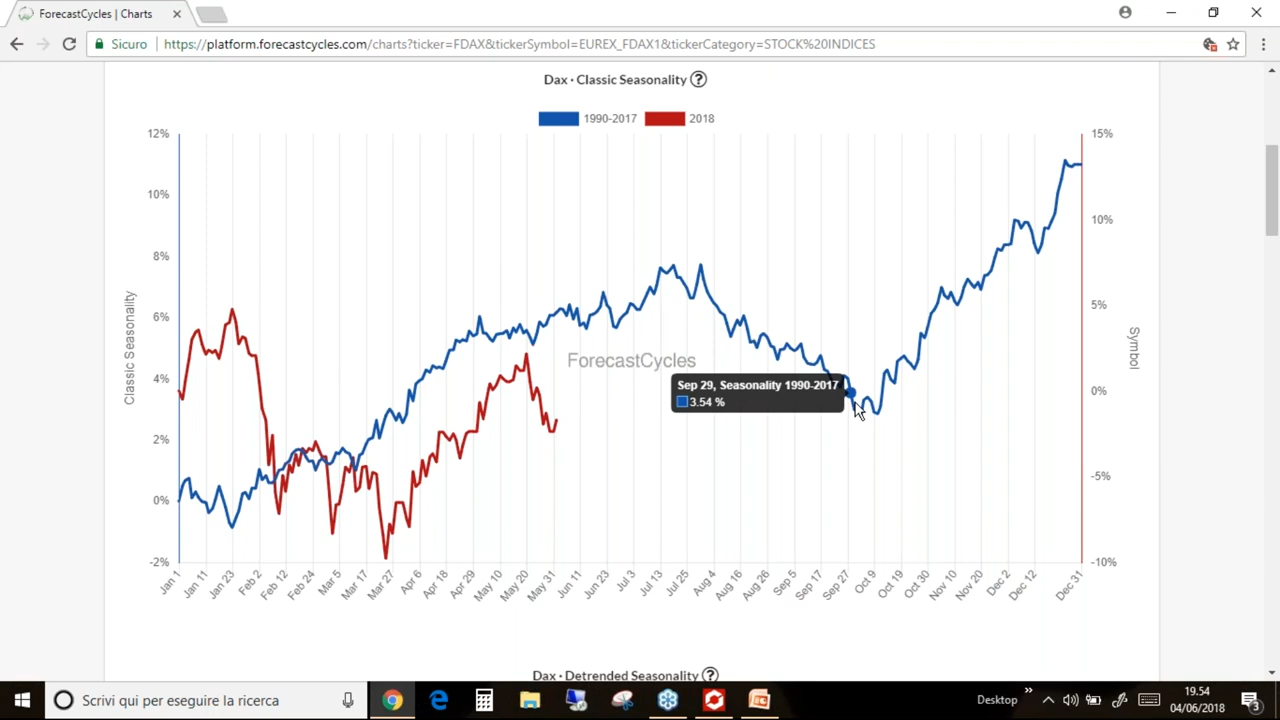 ForecastCycles | Charts
Sicuro | https://platform.forecastcycles.com/charts?ticker=FDAX&tickerSymbol=EUREX_FDAX1&tickerCategory=STOCK%20INDICES
Dax · Classic Seasonality ?
1990-2017 2018
12%
10%
8%
6%
4%
2%
0%
-2%
Classic Seasonality
15%
10%
5%
0%
-5%
-10%
Symbol
ForecastCycles
Sep 29, Seasonality 1990-2017
3.54 %
Jan 1 Jan 11 Jan 23 Feb 2 Feb 12 Feb 24 Mar 5 Mar 17 Mar 27 Apr 6 Apr 18 Apr 29 May 10 May 20 May 31 Jun 11 Jun 23 Jul 3 Jul 13 Jul 25 Aug 4 Aug 16 Aug 26 Sep 5 Sep 17 Sep 27 Oct 9 Oct 19 Oct 30 Nov 10 Nov 20 Dec 2 Dec 12 Dec 31
Dax · Detrended Seasonality ?
Scrivi qui per eseguire la ricerca
Desktop »
19.54
04/06/2018
3